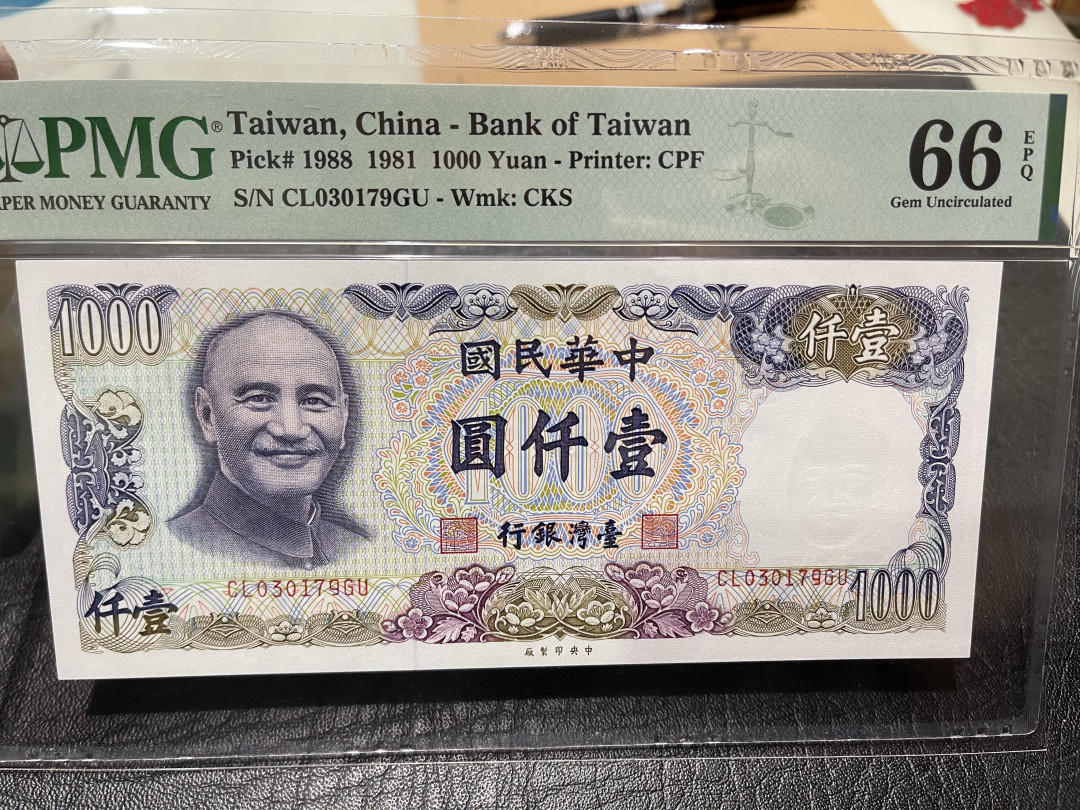 PMG®
PAPER MONEY GUARANTY
Taiwan, China - Bank of Taiwan
Pick# 1988 1981 1000 Yuan - Printer: CPF
S/N CL030179GU - Wmk: CKS
66
EPQ
Gem Uncirculated
1000
仟壹
國民華中
1000
圓仟壹
行銀灣臺
CL030179GU
CL030179GU
仟壹
1000
廠製印央中